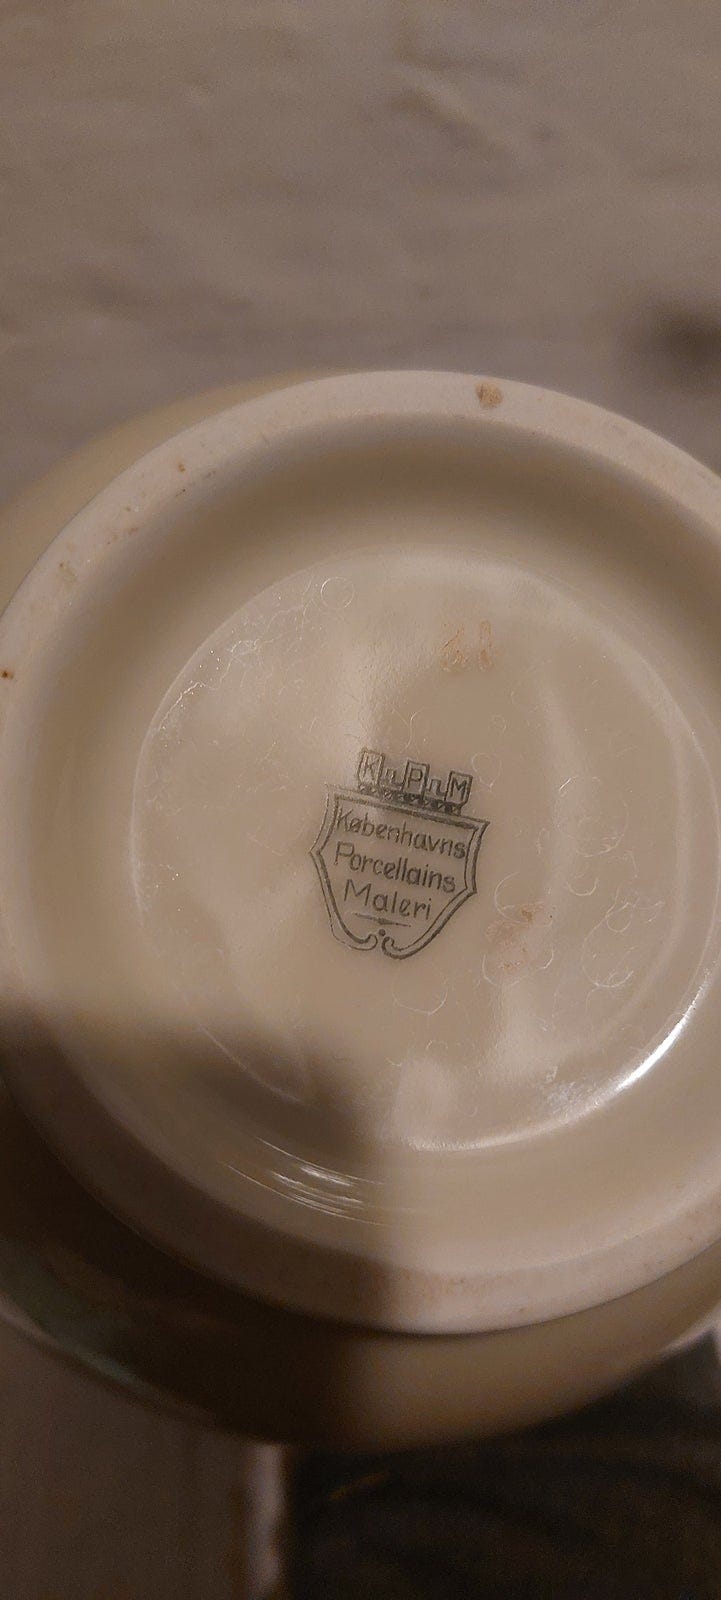 K P M
Københavns
Porcellains
Maleri